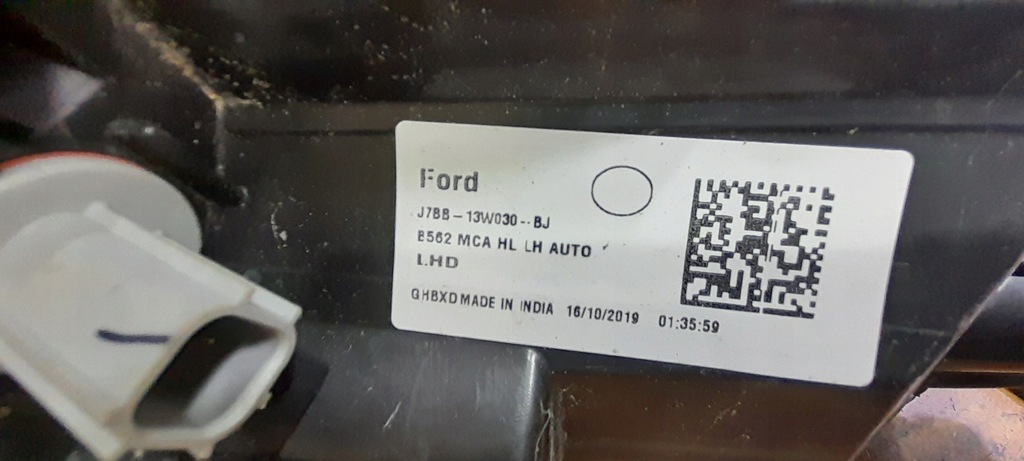 Ford
J7BB-13W030--BJ
B562 MCA HL LH AUTO
LHD
GHBXD MADE IN INDIA 16/10/2019 01:35:59